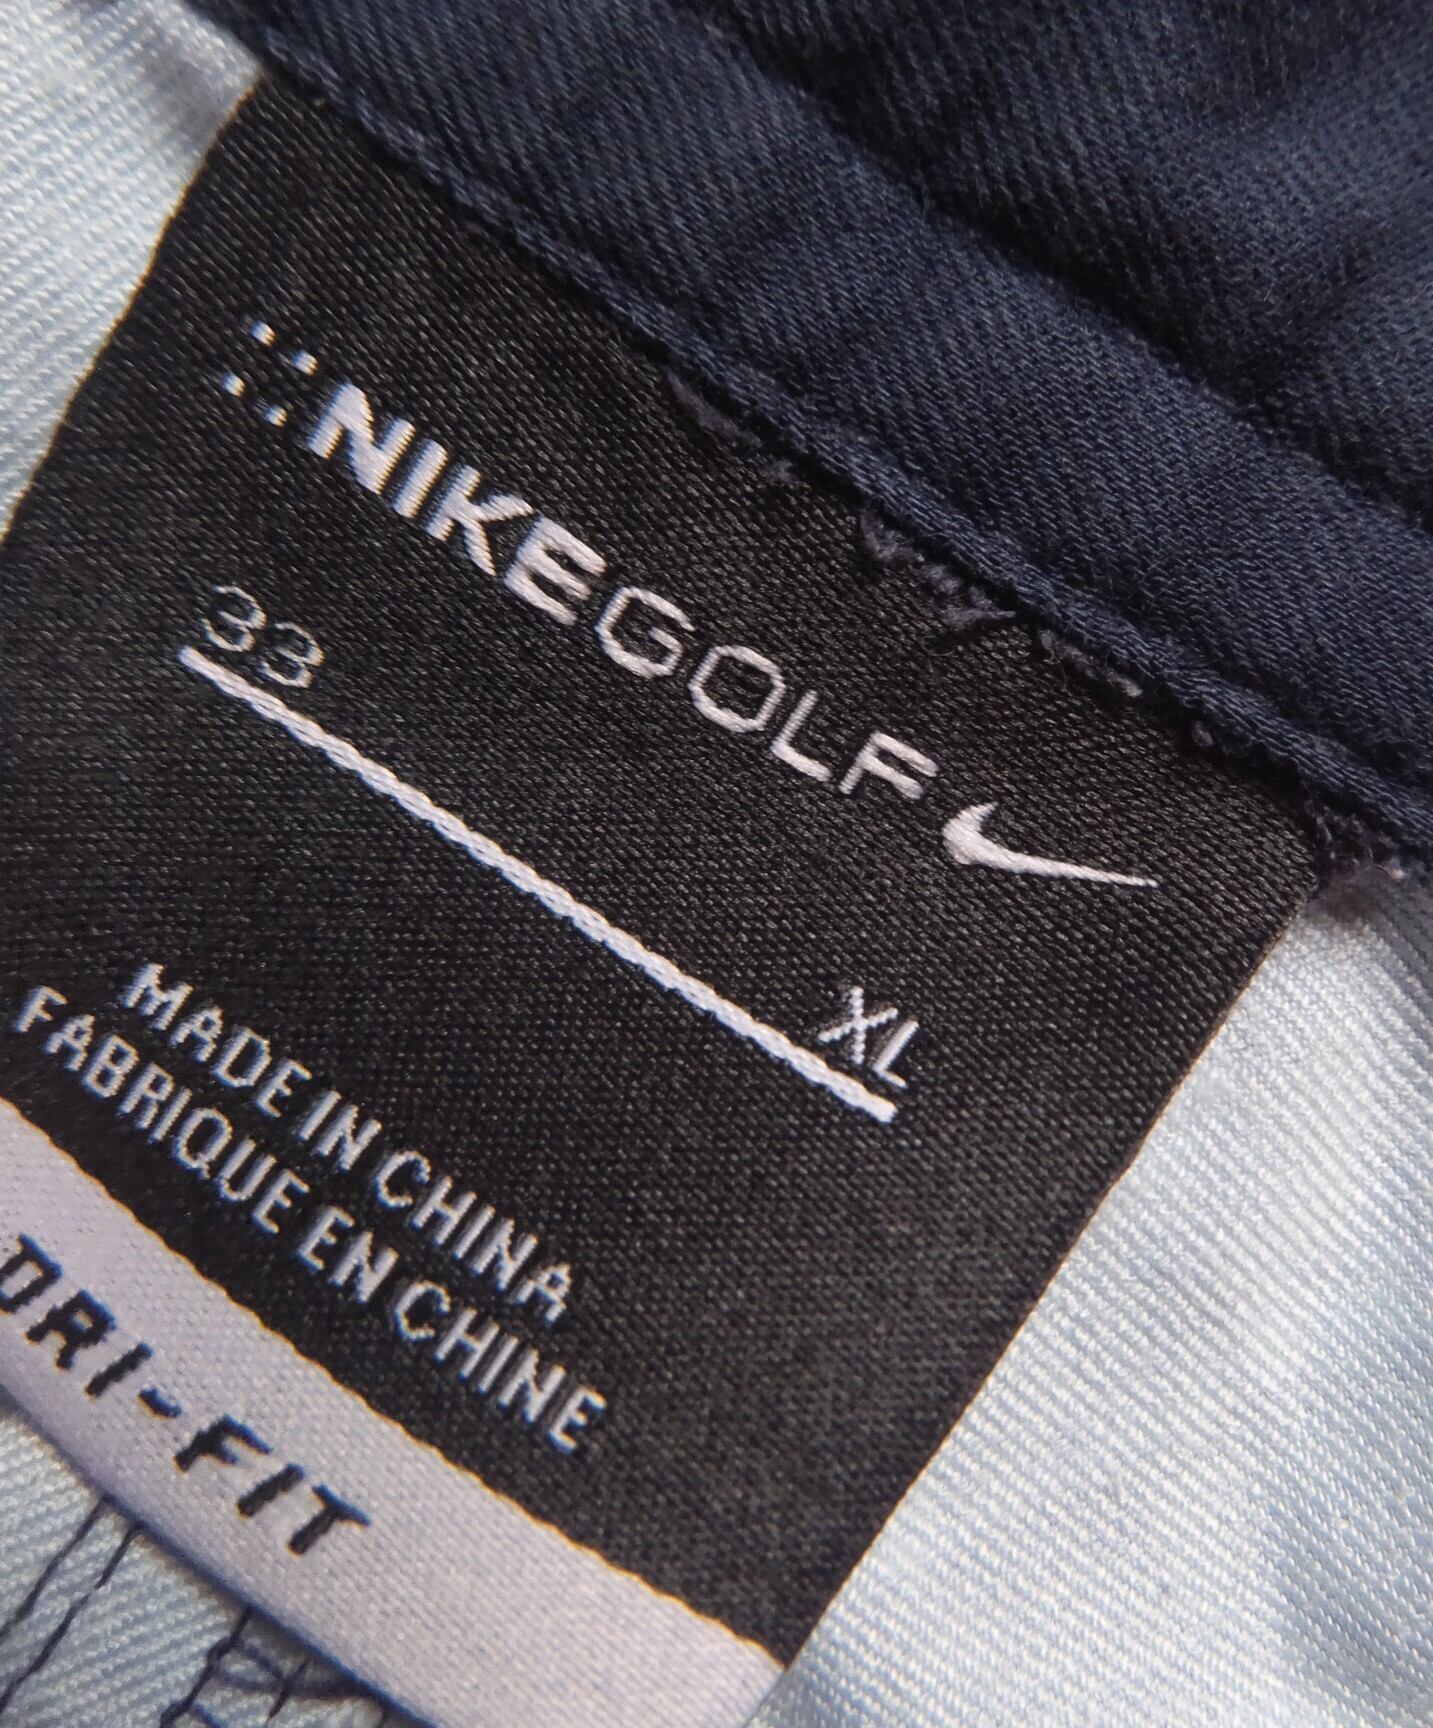 NIKEGOLF
33 XL
MADE IN CHINA
FABRIQUE EN CHINE
DRI-FIT